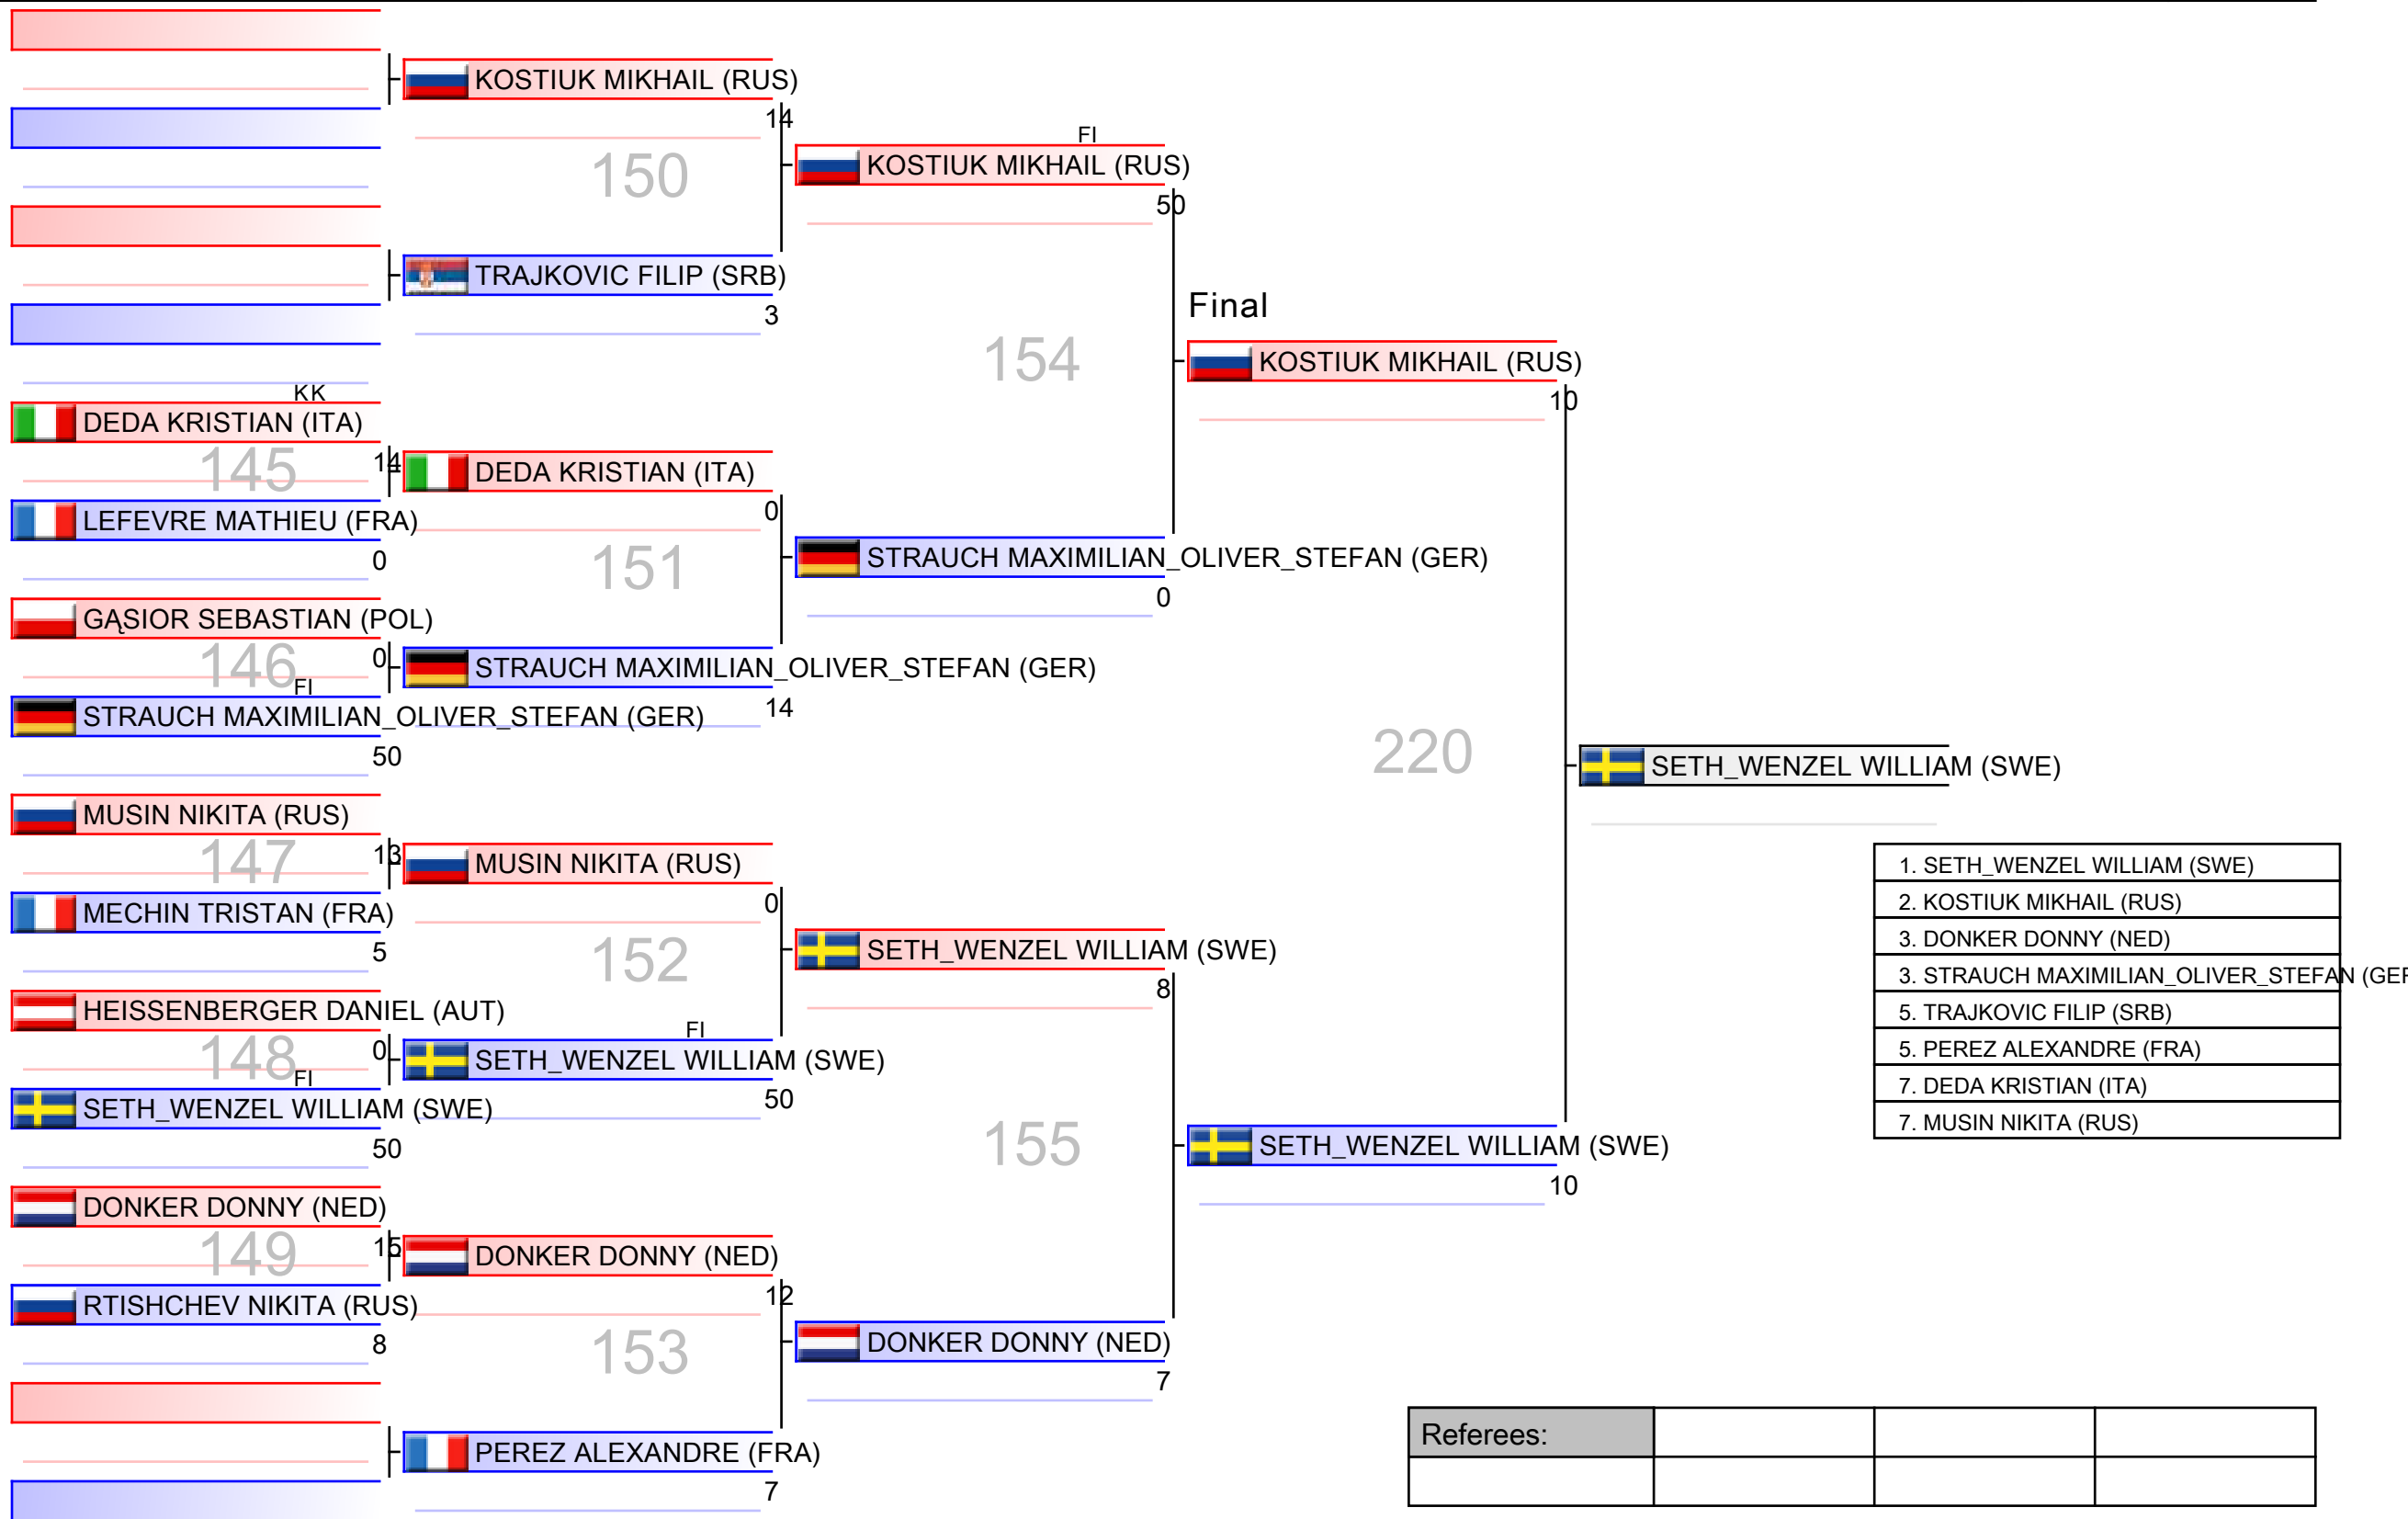 KOSTIUK MIKHAIL (RUS)
14
150
TRAJKOVIC FILIP (SRB)
3
KK
DEDA KRISTIAN (ITA)
145
14
LEFEVRE MATHIEU (FRA)
0
DEDA KRISTIAN (ITA)
0
151
GĄSIOR SEBASTIAN (POL)
146
0
FI
STRAUCH MAXIMILIAN_OLIVER_STEFAN (GER)
50
STRAUCH MAXIMILIAN_OLIVER_STEFAN (GER)
14
MUSIN NIKITA (RUS)
147
13
MECHIN TRISTAN (FRA)
5
MUSIN NIKITA (RUS)
0
152
HEISSENBERGER DANIEL (AUT)
148
0
FI
SETH_WENZEL WILLIAM (SWE)
50
FI
SETH_WENZEL WILLIAM (SWE)
50
DONKER DONNY (NED)
149
15
RTISHCHEV NIKITA (RUS)
8
DONKER DONNY (NED)
12
153
PEREZ ALEXANDRE (FRA)
7
FI
KOSTIUK MIKHAIL (RUS)
50
154
STRAUCH MAXIMILIAN_OLIVER_STEFAN (GER)
0
SETH_WENZEL WILLIAM (SWE)
8
155
DONKER DONNY (NED)
7
Final
KOSTIUK MIKHAIL (RUS)
10
220
SETH_WENZEL WILLIAM (SWE)
10
SETH_WENZEL WILLIAM (SWE)
1. SETH_WENZEL WILLIAM (SWE)
2. KOSTIUK MIKHAIL (RUS)
3. DONKER DONNY (NED)
3. STRAUCH MAXIMILIAN_OLIVER_STEFAN (GER
5. TRAJKOVIC FILIP (SRB)
5. PEREZ ALEXANDRE (FRA)
7. DEDA KRISTIAN (ITA)
7. MUSIN NIKITA (RUS)
Referees: